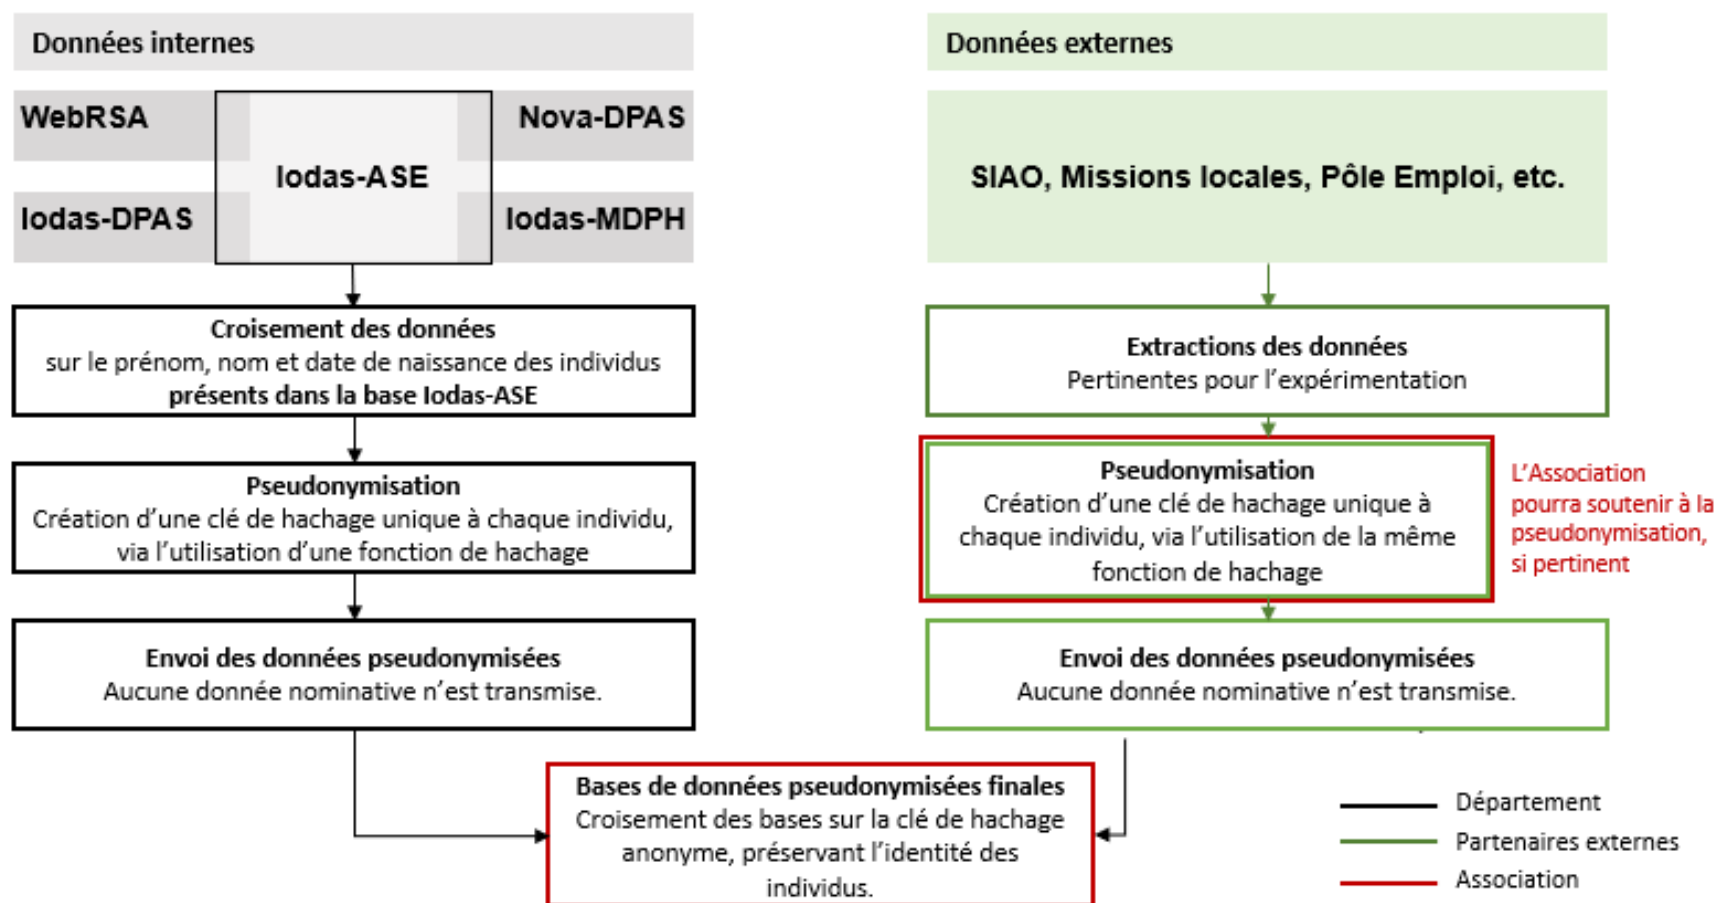 Données internes
WebRSA
Nova-DPAS
Iodas-ASE
Iodas-DPAS
Iodas-MDPH
Croisement des données
sur le prénom, nom et date de naissance des individus
présents dans la base Iodas-ASE
Pseudonymisation
Création d’une clé de hachage unique à chaque individu,
via l’utilisation d’une fonction de hachage
Envoi des données pseudonymisées
Aucune donnée nominative n’est transmise.
Données externes
SIAO, Missions locales, Pôle Emploi, etc.
Extractions des données
Pertinentes pour l’expérimentation
Pseudonymisation
Création d’une clé de hachage unique à
chaque individu, via l’utilisation de la même
fonction de hachage
L’Association
pourra soutenir à la
pseudonymisation,
si pertinent
Envoi des données pseudonymisées
Aucune donnée nominative n’est transmise.
Bases de données pseudonymisées finales
Croisement des bases sur la clé de hachage
anonyme, préservant l’identité des
individus.
Département
Partenaires externes
Association